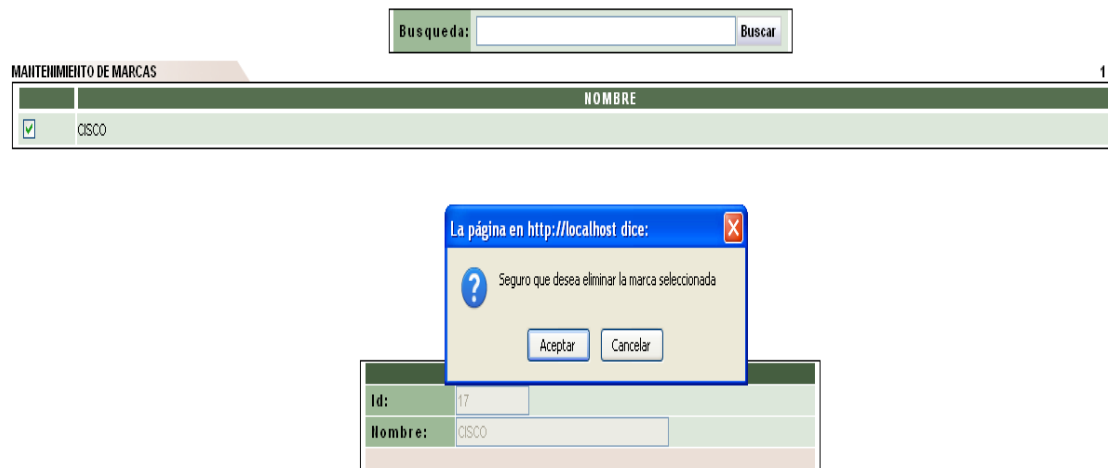 Busqueda: Buscar
MANTENIMIENTO DE MARCAS 1
NOMBRE
CISCO
La página en http://localhost dice:
Seguro que desea eliminar la marca seleccionada
Aceptar Cancelar
Id: 17
Nombre: CISCO